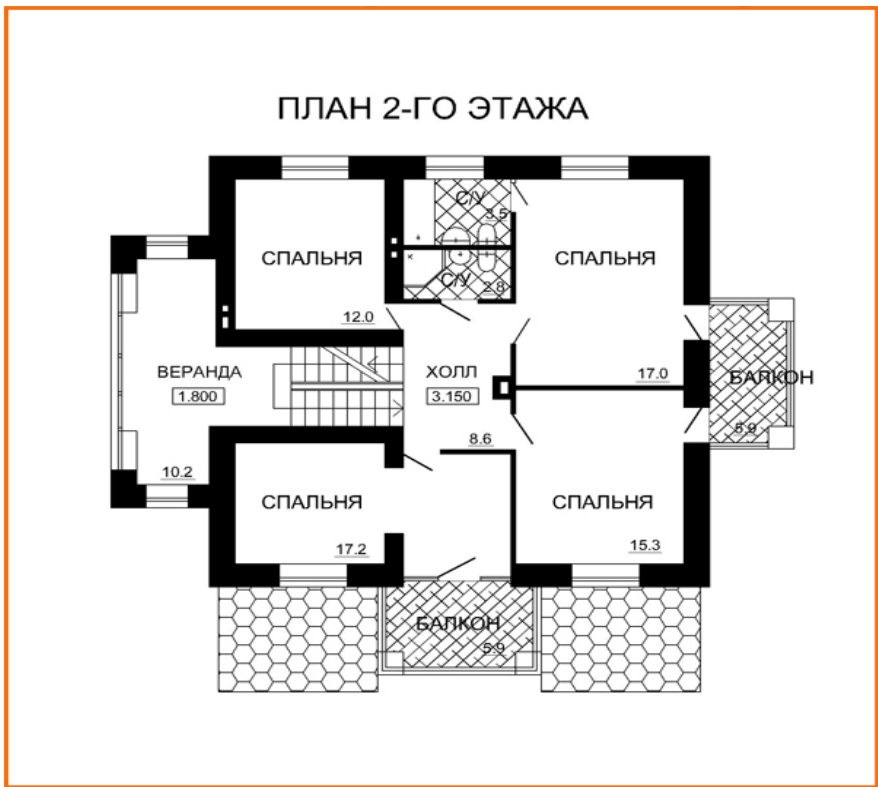 ПЛАН 2-ГО ЭТАЖА
С/У
3.5
СПАЛЬНЯ
12.0
С/У
2.8
СПАЛЬНЯ
17.0
ВЕРАНДА
1.800
10.2
ХОЛЛ
3.150
8.6
БАЛКОН
5.9
СПАЛЬНЯ
17.2
СПАЛЬНЯ
15.3
БАЛКОН
5.9